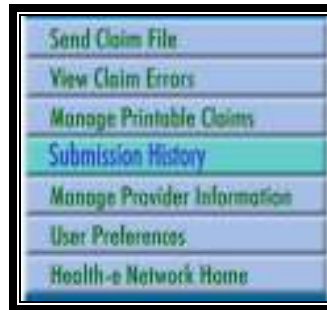 Send Claim File
View Claim Errors
Manage Printable Claims
Submission History
Manage Provider Information
User Preferences
Health-e Network Home